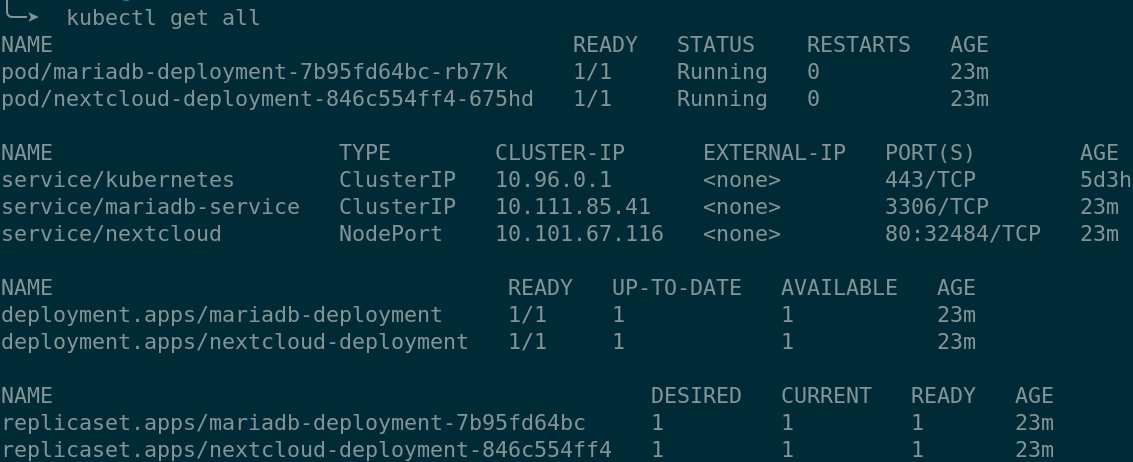 kubectl get all
NAME READY STATUS RESTARTS AGE
pod/mariadb-deployment-7b95fd64bc-rb77k 1/1 Running 0 23m
pod/nextcloud-deployment-846c554ff4-675hd 1/1 Running 0 23m
NAME TYPE CLUSTER-IP EXTERNAL-IP PORT(S) AGE
service/kubernetes ClusterIP 10.96.0.1 <none> 443/TCP 5d3h
service/mariadb-service ClusterIP 10.111.85.41 <none> 3306/TCP 23m
service/nextcloud NodePort 10.101.67.116 <none> 80:32484/TCP 23m
NAME READY UP-TO-DATE AVAILABLE AGE
deployment.apps/mariadb-deployment 1/1 1 1 23m
deployment.apps/nextcloud-deployment 1/1 1 1 23m
NAME DESIRED CURRENT READY AGE
replicaset.apps/mariadb-deployment-7b95fd64bc 1 1 1 23m
replicaset.apps/nextcloud-deployment-846c554ff4 1 1 1 23m